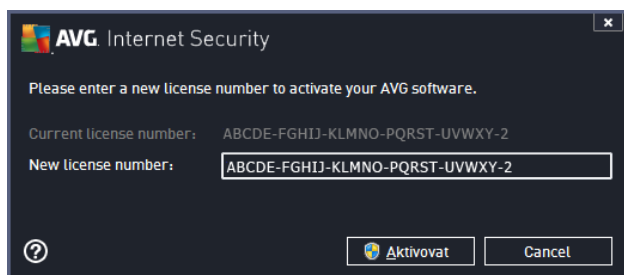 AVG. Internet Security
Please enter a new license number to activate your AVG software.
Current license number: ABCDE-FGHIJ-KLMNO-PQRST-UVWXY-2
New license number: ABCDE-FGHIJ-KLMNO-PQRST-UVWXY-2
? Aktivovat Cancel